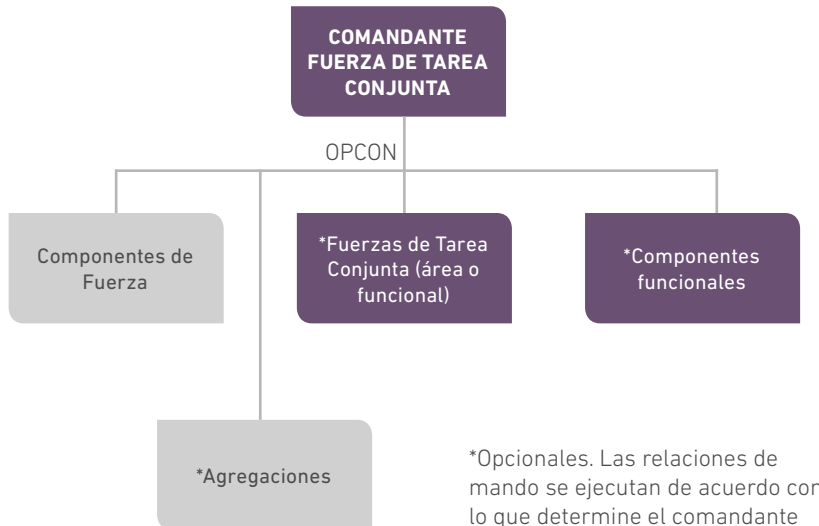 COMANDANTE
FUERZA DE TAREA
CONJUNTA
OPCON
Componentes de
Fuerza
*Fuerzas de Tarea
Conjunta (área o
funcional)
*Componentes
funcionales
*Agregaciones
*Opcionales. Las relaciones de
mando se ejecutan de acuerdo con
lo que determine el comandante